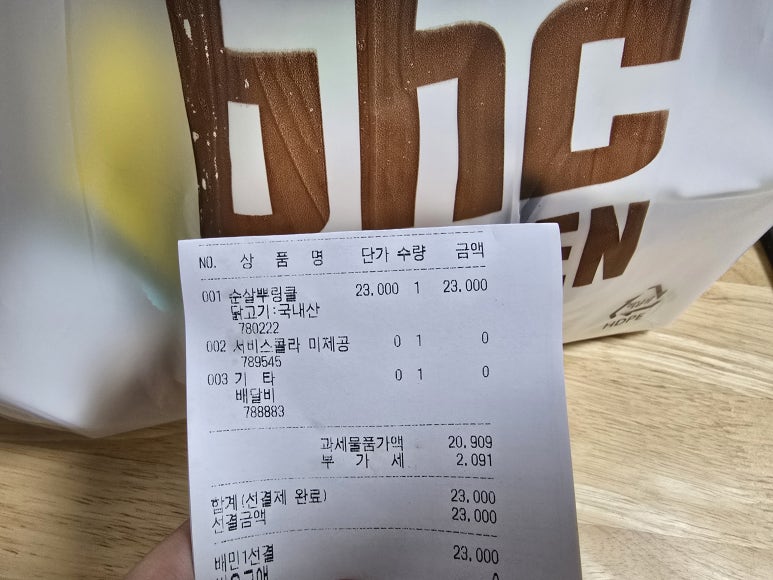 bhc
EN
HDPE
NO. 상 품 명 단가 수량 금액
001 순살뿌링클 23,000 1 23,000
닭고기:국내산
780222
002 서비스콜라 미제공 0 1 0
789545
003 기 타 0 1 0
배달비
788883
과세물품가액 20,909
부 가 세 2,091
합계(선결제 완료) 23,000
선결금액 23,000
배민1선결 23,000